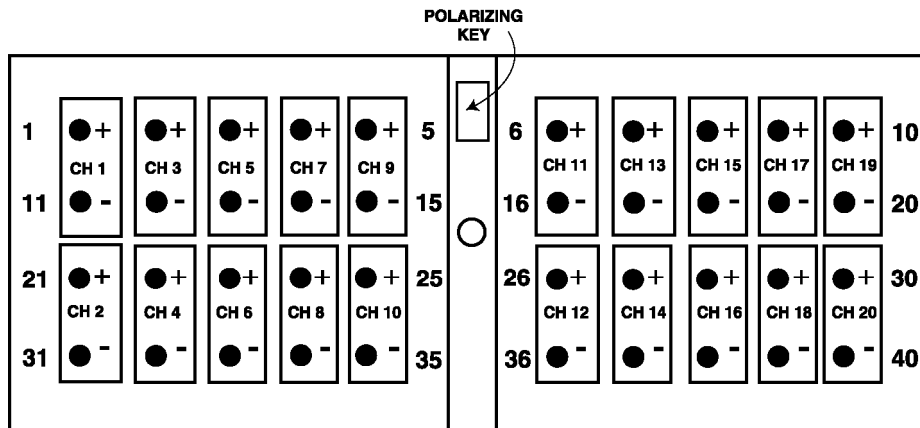 POLARIZING
KEY
1 + + + + + 5 6 + + + + + 10
CH 1 CH 3 CH 5 CH 7 CH 9 CH 11 CH 13 CH 15 CH 17 CH 19
11 - - - - - 15 16 - - - - - 20
21 + + + + + 25 26 + + + + + 30
CH 2 CH 4 CH 6 CH 8 CH 10 CH 12 CH 14 CH 16 CH 18 CH 20
31 - - - - - 35 36 - - - - - 40